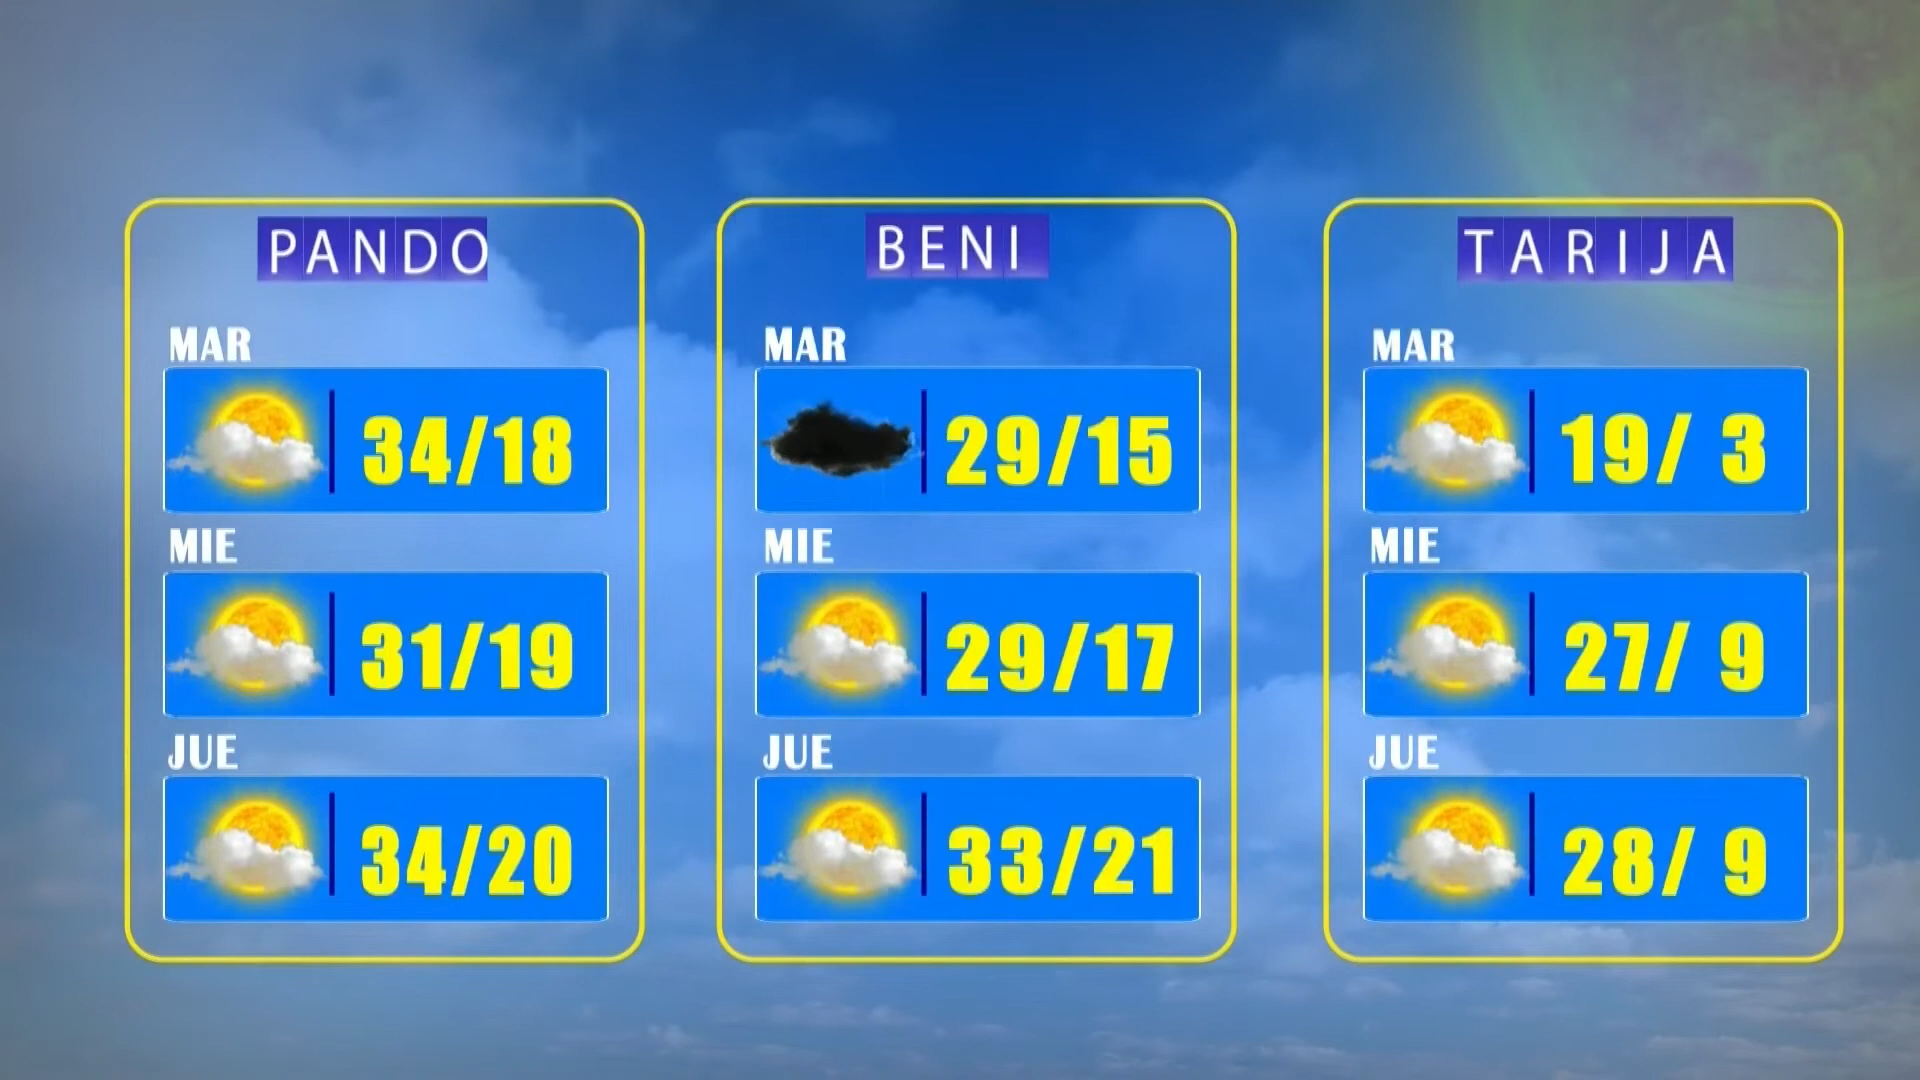 PANDO
MAR
34/18
MIE
31/19
JUE
34/20
BENI
MAR
29/15
MIE
29/17
JUE
33/21
TARIJA
MAR
19/ 3
MIE
27/ 9
JUE
28/ 9